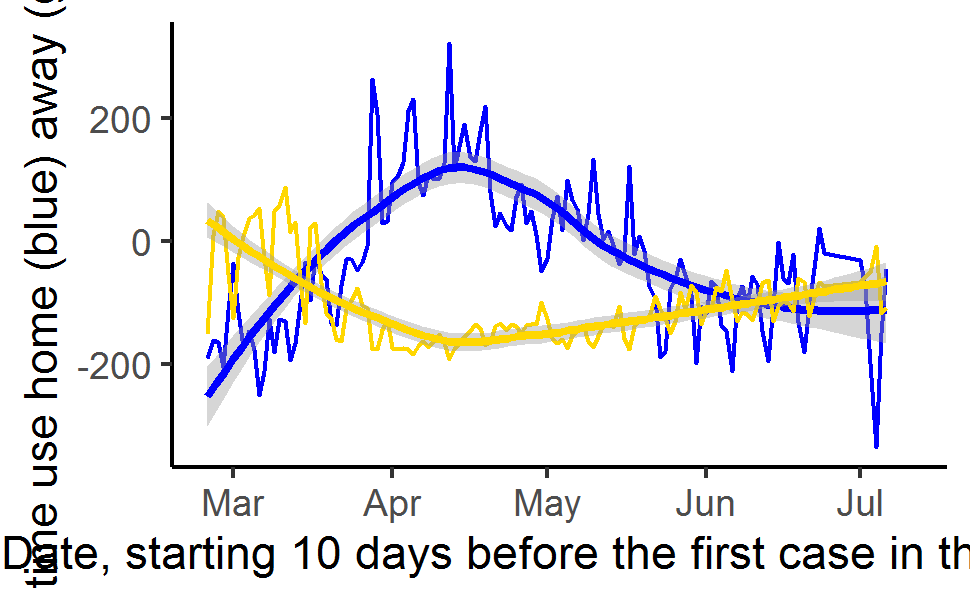 time use home (blue) away (
200
0
-200
Mar Apr May Jun Jul
Date, starting 10 days before the first case in th